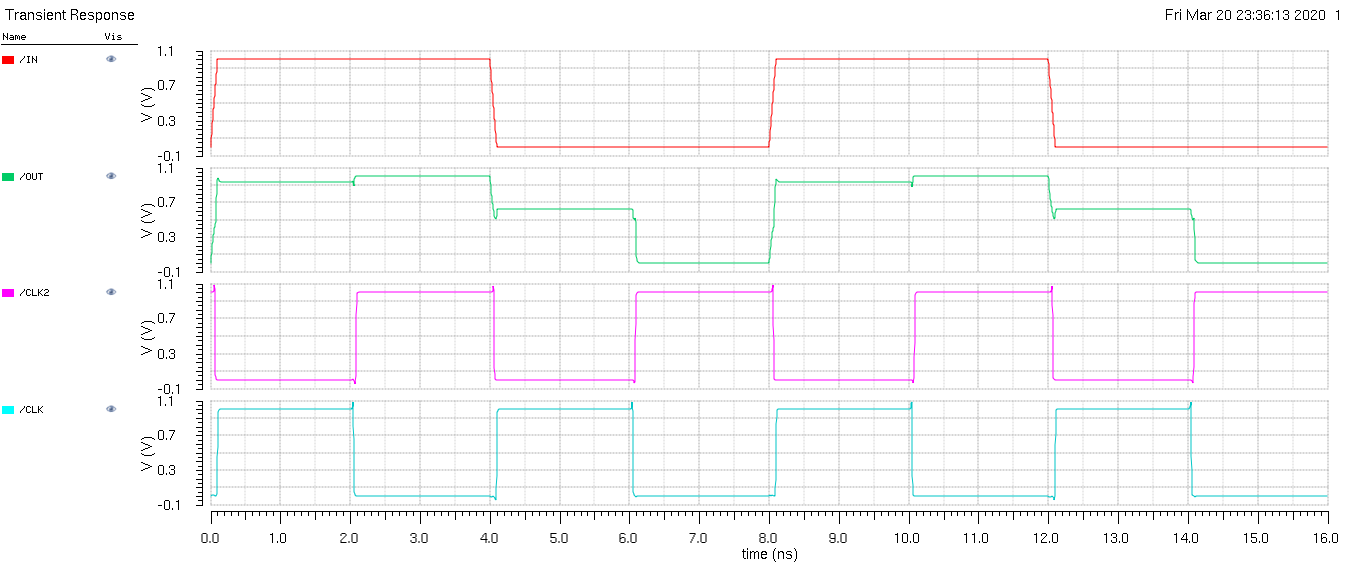 Transient Response
Fri Mar 20 23:36:13 2020 1
Name Vis
/IN
1.1
0.7
0.3
-0.1
V (V)
/OUT
1.1
0.7
0.3
-0.1
V (V)
/CLK2
1.1
0.7
0.3
-0.1
V (V)
/CLK
1.1
0.7
0.3
-0.1
V (V)
0.0 1.0 2.0 3.0 4.0 5.0 6.0 7.0 8.0 9.0 10.0 11.0 12.0 13.0 14.0 15.0 16.0
time (ns)